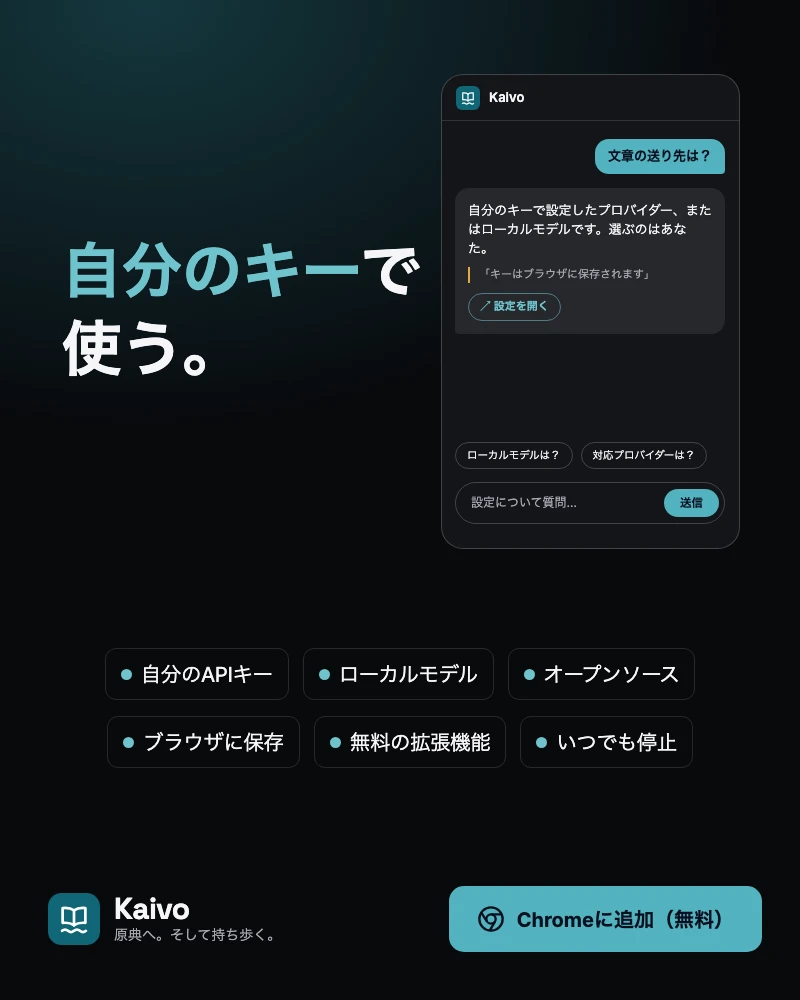 自分のキーで
使う。
Kaivo
文章の送り先は？
自分のキーで設定したプロバイダー、また
はローカルモデルです。選ぶのはあな
た。
「キーはブラウザに保存されます」
↗ 設定を開く
ローカルモデルは？
対応プロバイダーは？
設定について質問...
送信
自分のAPIキー
ローカルモデル
オープンソース
ブラウザに保存
無料の拡張機能
いつでも停止
Kaivo
原典へ。そして持ち歩く。
Chromeに追加（無料）